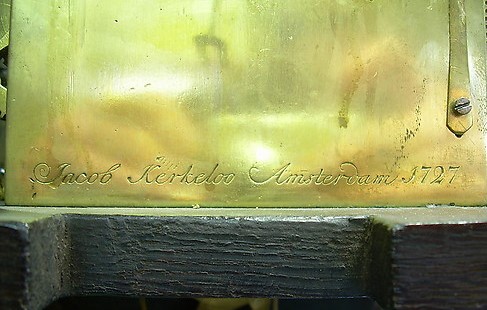 Jacob Kerkeloo Amsterdam 1727